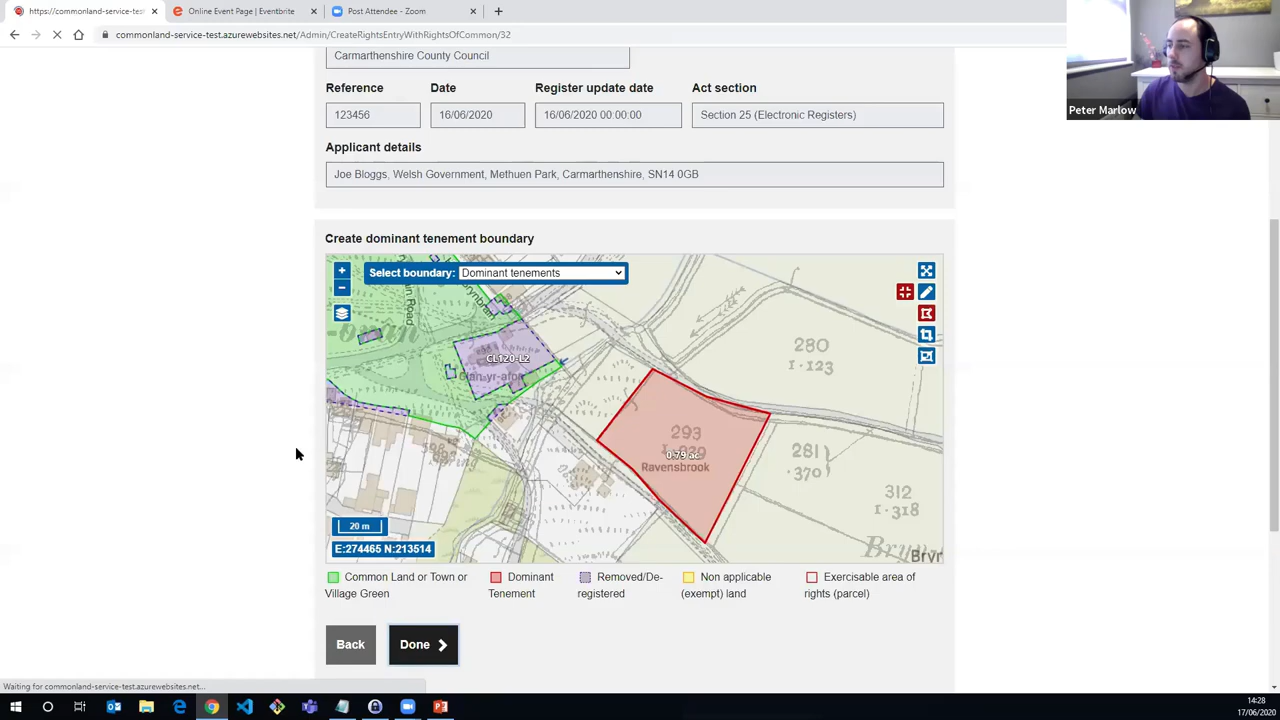 https://commonland-service-test
Online Event Page | Eventbrite
Post Attendee - Zoom
commonland-service-test.azurewebsites.net/Admin/CreateRightsEntryWithRightsOfCommon/32
Peter Marlow
Carmarthenshire County Council
Reference
Date
Register update date
Act section
123456
16/06/2020
16/06/2020 00:00:00
Section 25 (Electronic Registers)
Applicant details
Joe Bloggs, Welsh Government, Methuen Park, Carmarthenshire, SN14 0GB
Create dominant tenement boundary
Select boundary:
Dominant tenements
CL120-L2
280
1·123
293
0.79 ac
Ravensbrook
281
·370
312
1·318
20 m
E:274465 N:213514
Common Land or Town or
Village Green
Dominant
Tenement
Removed/De-
registered
Non applicable
(exempt) land
Exercisable area of
rights (parcel)
Back
Done
Waiting for commonland-service-test.azurewebsites.net...
14:28
17/06/2020